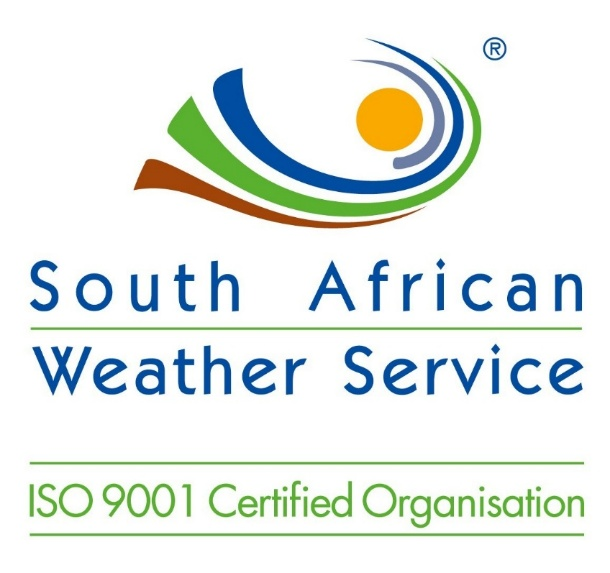 ®
South African
Weather Service
ISO 9001 Certified Organisation